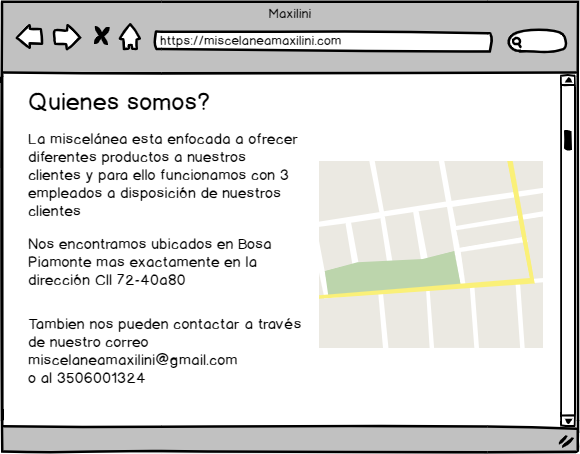 Maxilini
https://miscelaneamaxilini.com
Quienes somos?
La miscelánea esta enfocada a ofrecer
diferentes productos a nuestros
clientes y para ello funcionamos con 3
empleados a disposición de nuestros
clientes
Nos encontramos ubicados en Bosa
Piamonte mas exactamente en la
dirección Cll 72-40a80
Tambien nos pueden contactar a través
de nuestro correo
miscelaneamaxilini@gmail.com
o al 3506001324